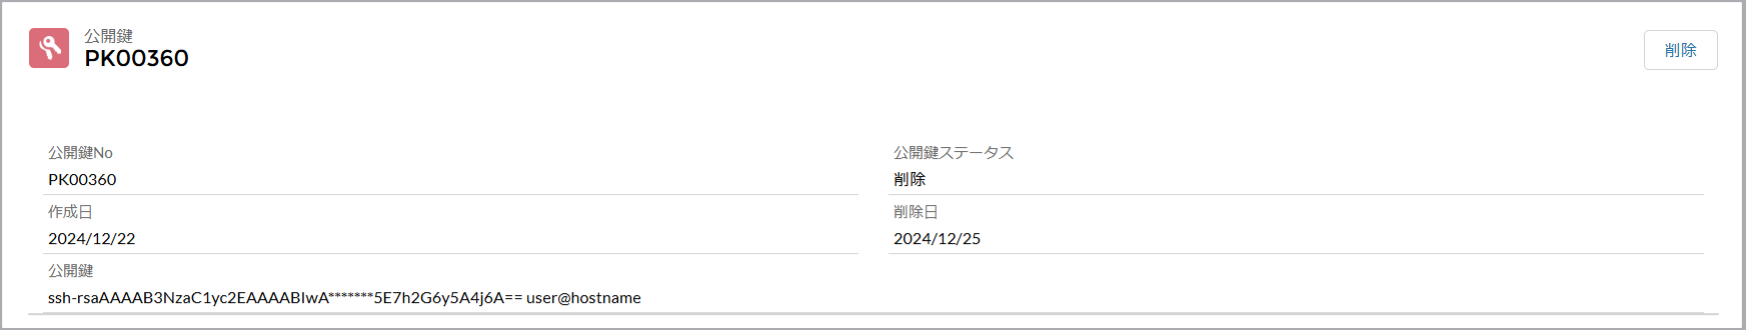 公開鍵
PK00360
削除
公開鍵No
公開鍵ステータス
PK00360
削除
作成日
削除日
2024/12/22
2024/12/25
公開鍵
ssh-rsaAAAAB3NzaC1yc2EAAAABIwA*******5E7h2G6y5A4j6A== user@hostname